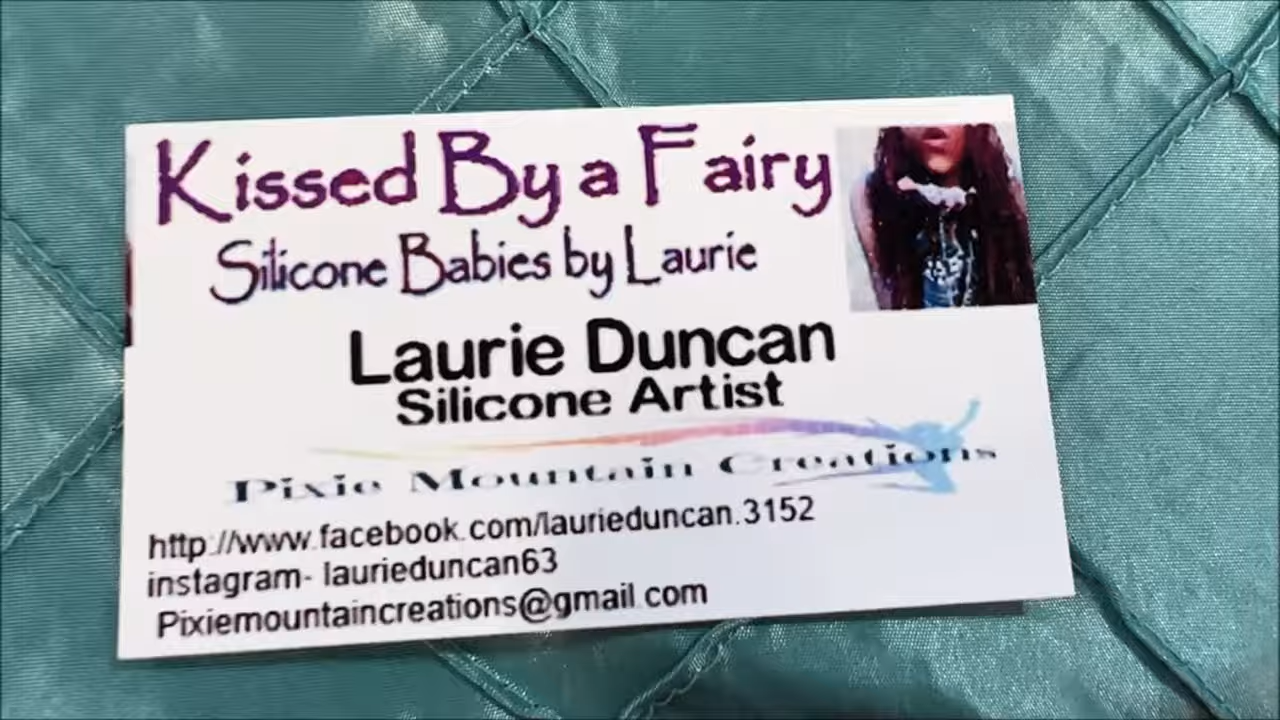 Kissed By a Fairy
Silicone Babies by Laurie
Laurie Duncan
Silicone Artist
Pixie Mountain Creations
http://www.facebook.com/laurieduncan.3152
instagram- laurieduncan63
Pixiemountaincreations@gmail.com